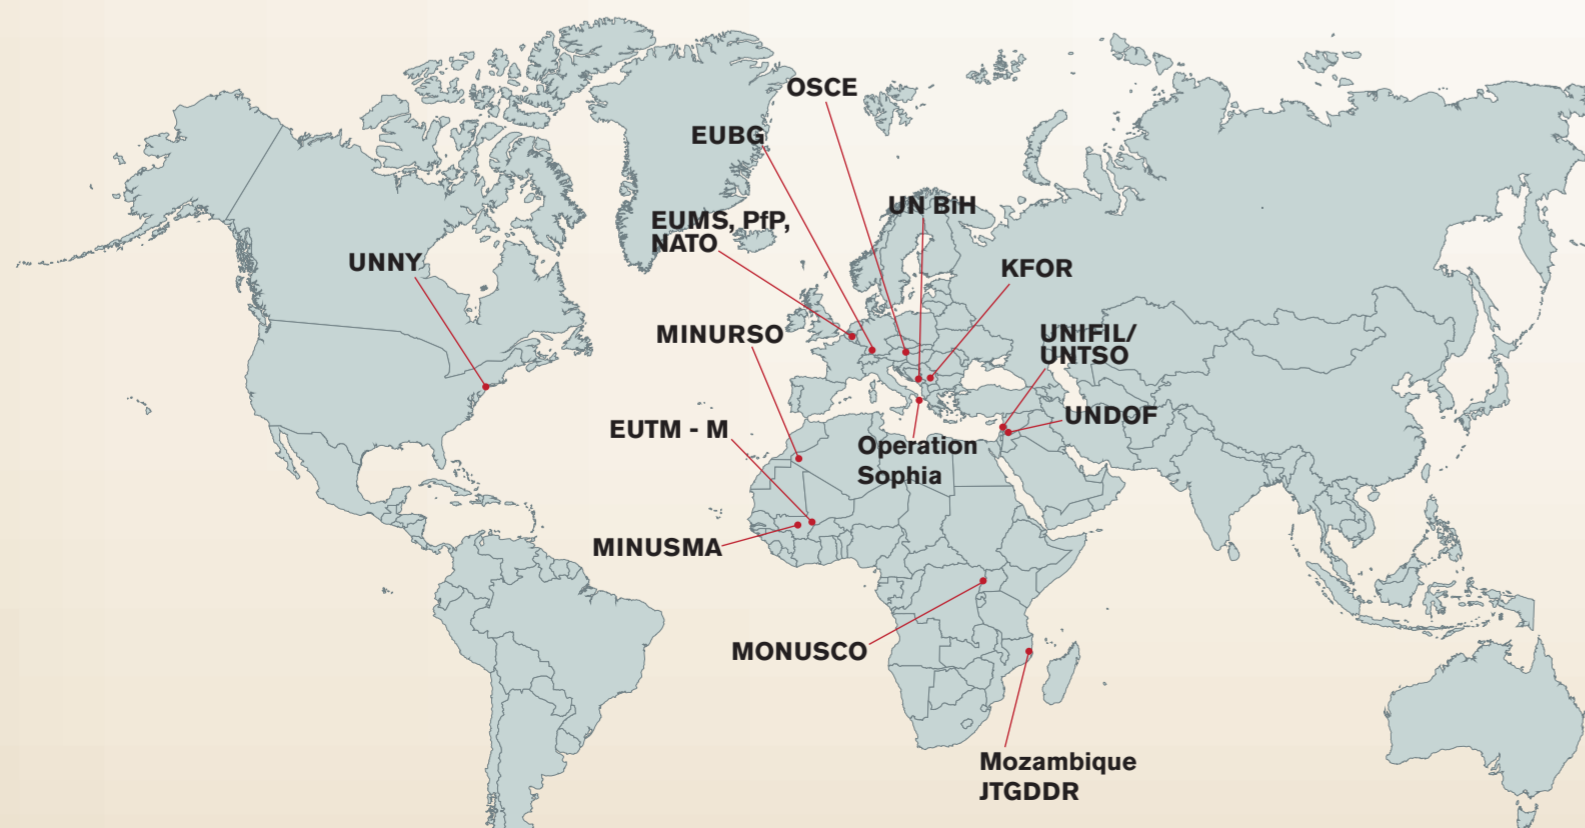 OSCE
EUBG
UN BiH
EUMS, PfP,
NATO
UNNY
KFOR
MINURSO
UNIFIL/
UNTSO
UNDOF
EUTM - M
Operation
Sophia
MINUSMA
MONUSCO
Mozambique
JTGDDR